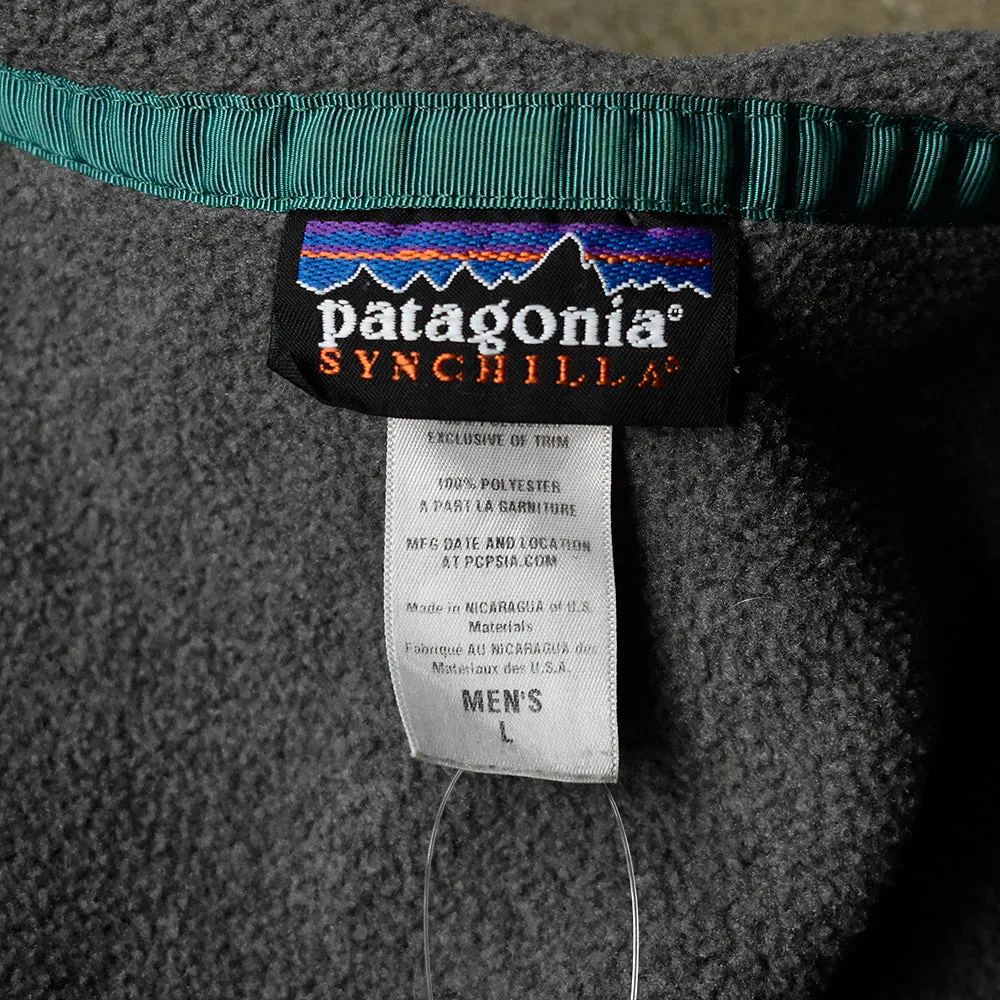 patagonia®
SYNCHILLA®
EXCLUSIVE OF TRIM
100% POLYESTER
A PART LA GARNITURE
MFG DATE AND LOCATION
AT PCPSIA.COM
Made in NICARAGUA of U.S.
Materials
Fabriqué AU NICARAGUA des
Materiaux des U.S.A.
MEN'S
L